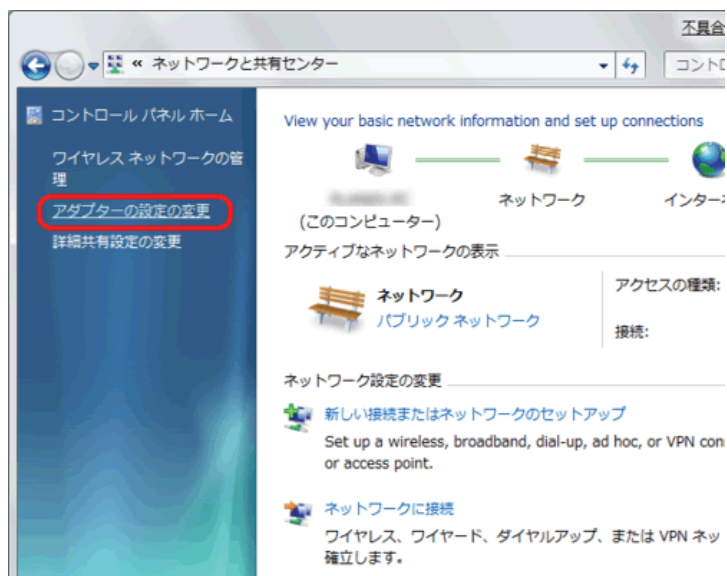 不具合
« ネットワークと共有センター
コントロ
コントロール パネル ホーム
ワイヤレス ネットワークの管
理
アダプターの設定の変更
詳細共有設定の変更
View your basic network information and set up connections
ネットワーク
インターネ
(このコンピューター)
アクティブなネットワークの表示
ネットワーク
パブリック ネットワーク
アクセスの種類:
接続:
ネットワーク設定の変更
新しい接続またはネットワークのセットアップ
Set up a wireless, broadband, dial-up, ad hoc, or VPN con
or access point.
ネットワークに接続
ワイヤレス、ワイヤード、ダイヤルアップ、または VPN ネッ
確立します。